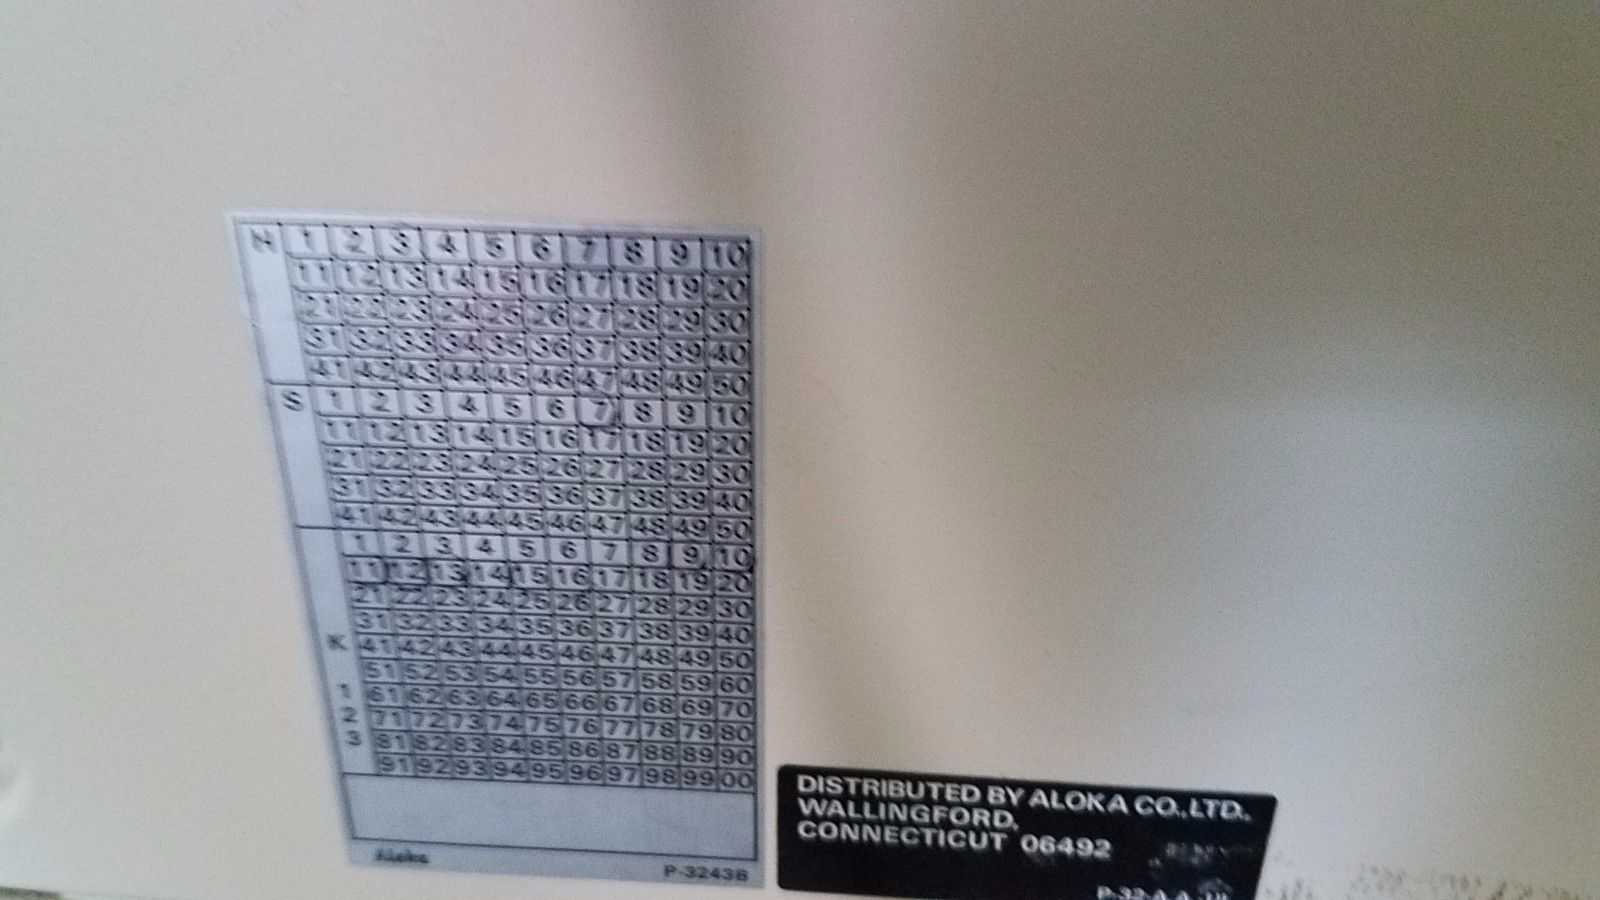 N 1 2 3 4 5 6 7 8 9 10
11 12 13 14 15 16 17 18 19 20
21 22 23 24 25 26 27 28 29 30
31 32 33 34 35 36 37 38 39 40
41 42 43 44 45 46 47 48 49 50
S 1 2 3 4 5 6 7 8 9 10
11 12 13 14 15 16 17 18 19 20
21 22 23 24 25 26 27 28 29 30
31 32 33 34 35 36 37 38 39 40
41 42 43 44 45 46 47 48 49 50
1 2 3 4 5 6 7 8 9 10
11 12 13 14 15 16 17 18 19 20
21 22 23 24 25 26 27 28 29 30
31 32 33 34 35 36 37 38 39 40
K 41 42 43 44 45 46 47 48 49 50
51 52 53 54 55 56 57 58 59 60
1 61 62 63 64 65 66 67 68 69 70
2 71 72 73 74 75 76 77 78 79 80
3 81 82 83 84 85 86 87 88 89 90
91 92 93 94 95 96 97 98 99 00
Aloka P-3243B
DISTRIBUTED BY ALOKA CO., LTD.
WALLINGFORD,
CONNECTICUT 06492